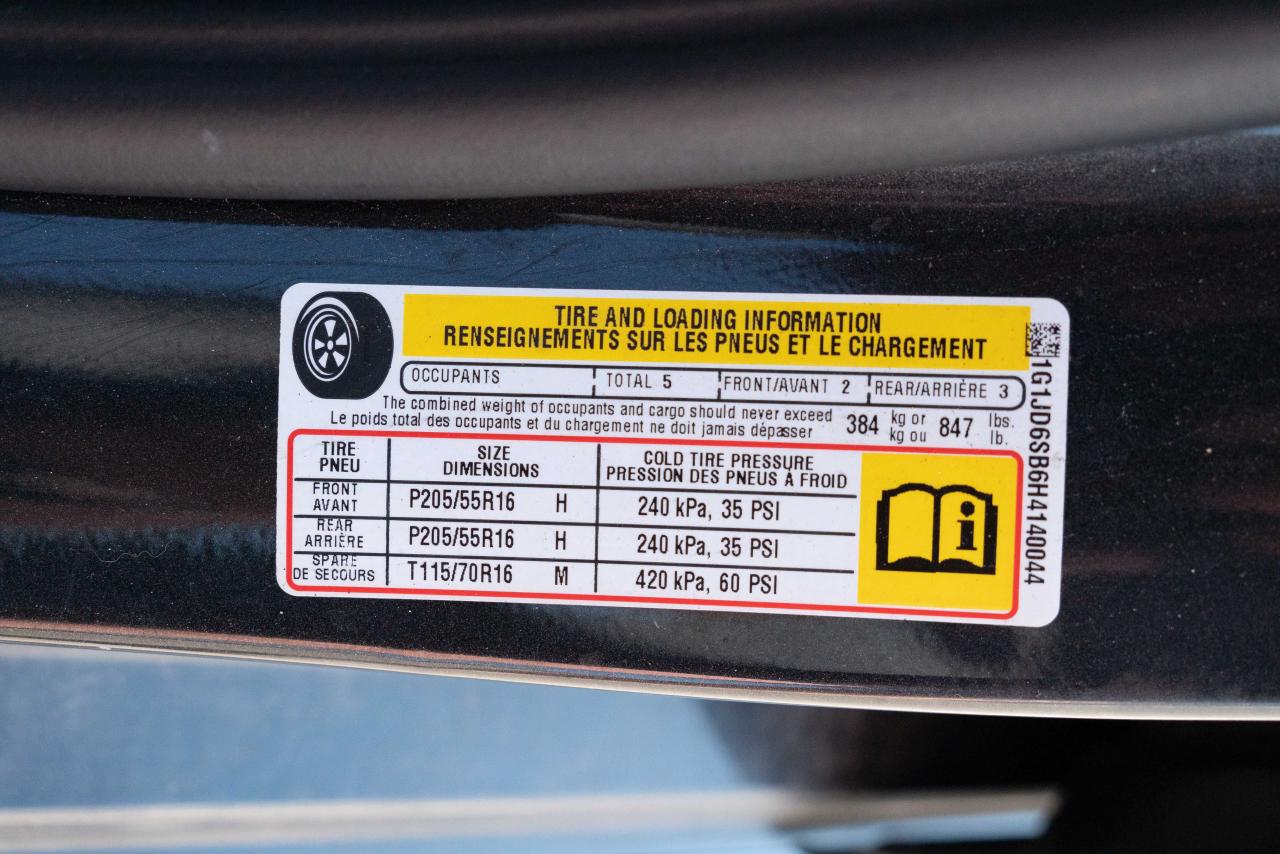 TIRE AND LOADING INFORMATION
RENSEIGNEMENTS SUR LES PNEUS ET LE CHARGEMENT
OCCUPANTS TOTAL 5 FRONT/AVANT 2 REAR/ARRIÈRE 3
The combined weight of occupants and cargo should never exceed 384 kg or 847 lbs.
Le poids total des occupants et du chargement ne doit jamais dépasser kg ou lb.
TIRE SIZE COLD TIRE PRESSURE
PNEU DIMENSIONS PRESSION DES PNEUS À FROID
FRONT
AVANT P205/55R16 H 240 kPa, 35 PSI
REAR
ARRIÈRE P205/55R16 H 240 kPa, 35 PSI
SPARE
DE SECOURS T115/70R16 M 420 kPa, 60 PSI
i
1G1JD6SB6H4140044